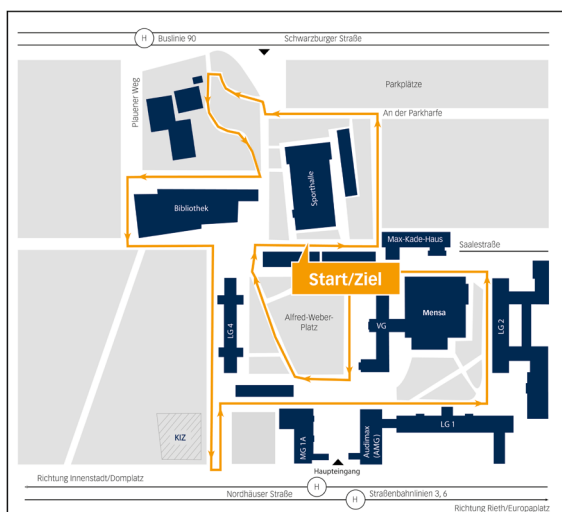 H Buslinie 90 Schwarzburger Straße
Plauener Weg
Parkplätze
An der Parkharfe
Sporthalle
Bibliothek
Max-Kade-Haus
Saalestraße
Start/Ziel
Alfred-Weber-
Platz
LG 4
VG
Mensa
LG 2
KIZ
MG 1A
Audimax
(AMG)
LG 1
Haupteingang
Richtung Innenstadt/Domplatz
Nordhäuser Straße H
H Straßenbahnlinien 3, 6
Richtung Rieth/Europaplatz